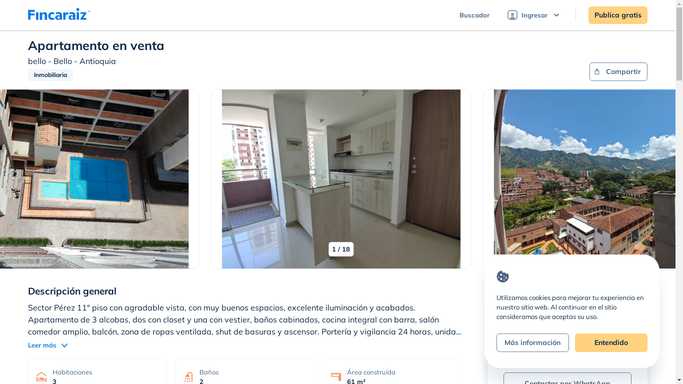 Fincaraiz
Buscador
Ingresar
Publica gratis
Apartamento en venta
bello - Bello - Antioquia
Inmobiliaria
Compartir
1 / 18
Descripción general
Sector Pérez 11° piso con agradable vista, con muy buenos espacios, excelente iluminación y acabados.
Apartamento de 3 alcobas, dos con closet y una con vestier, baños cabinados, cocina integral con barra, salón
comedor amplio, balcón, zona de ropas ventilada, shut de basuras y ascensor. Portería y vigilancia 24 horas, unida...
Leer más
Habitaciones
3
Baños
2
Área construida
61 m²
Utilizamos cookies para mejorar tu experiencia en
nuestro sitio web. Al continuar en el sitio
consideramos que aceptas su uso.
Más información
Entendido
Contactar por WhatsApp